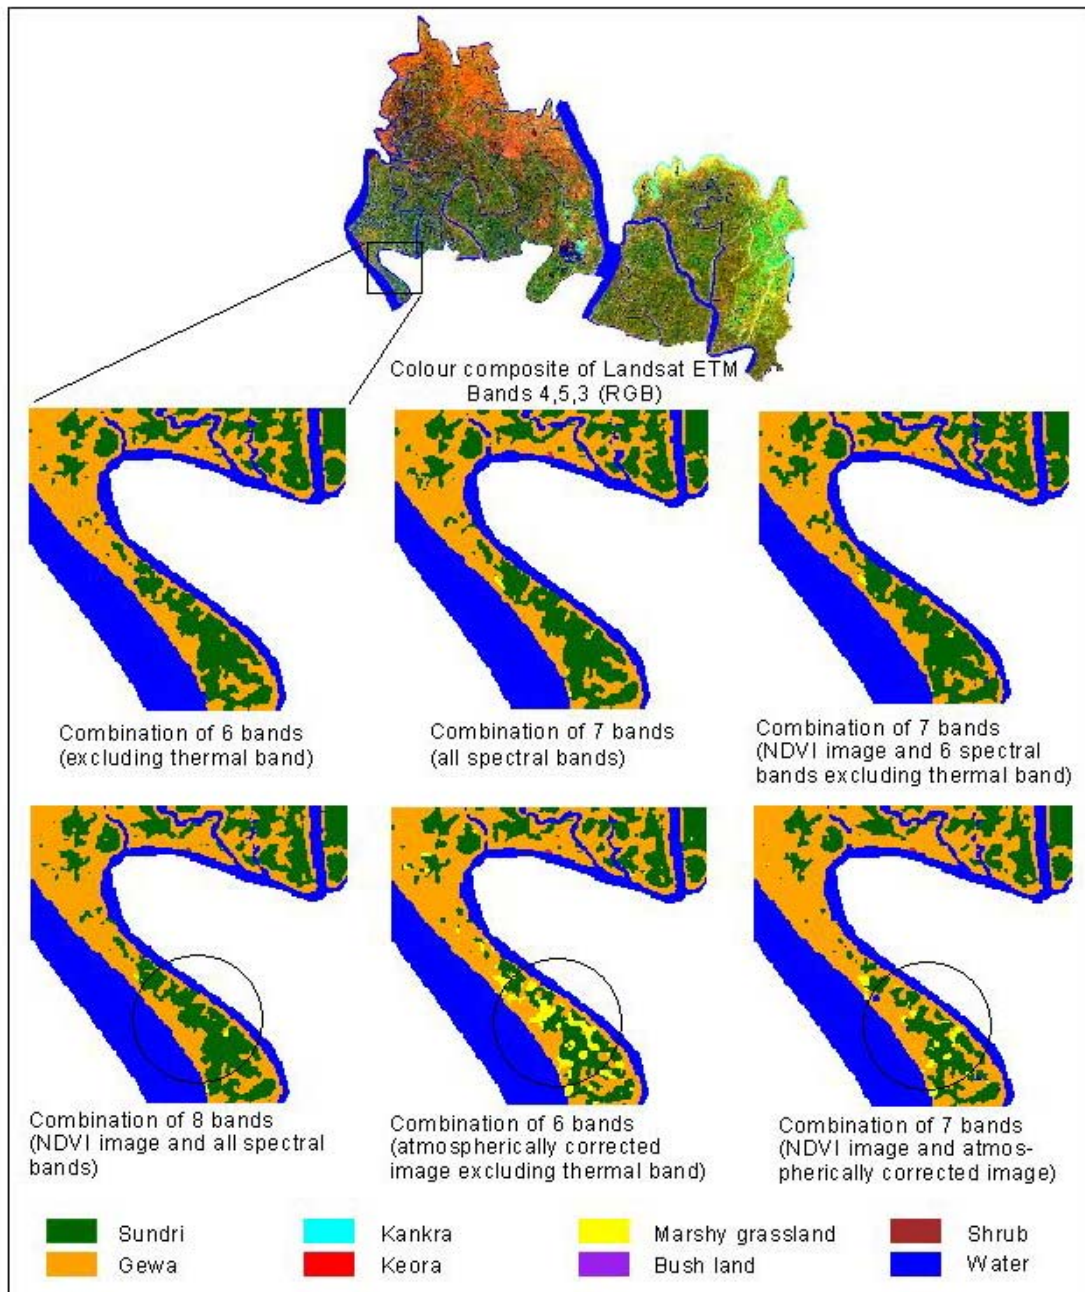 Colour composite of Landsat ETM
Bands 4,5,3 (RGB)
Combination of 6 bands
(excluding thermal band)
Combination of 7 bands
(all spectral bands)
Combination of 7 bands
(NDVI image and 6 spectral
bands excluding thermal band)
Combination of 8 bands
(NDVI image and all spectral
bands)
Combination of 6 bands
(atmospherically corrected
image excluding thermal band)
Combination of 7 bands
(NDVI image and atmos-
pherically corrected image)
Sundri
Kankra
Marshy grassland
Shrub
Gewa
Keora
Bush land
Water